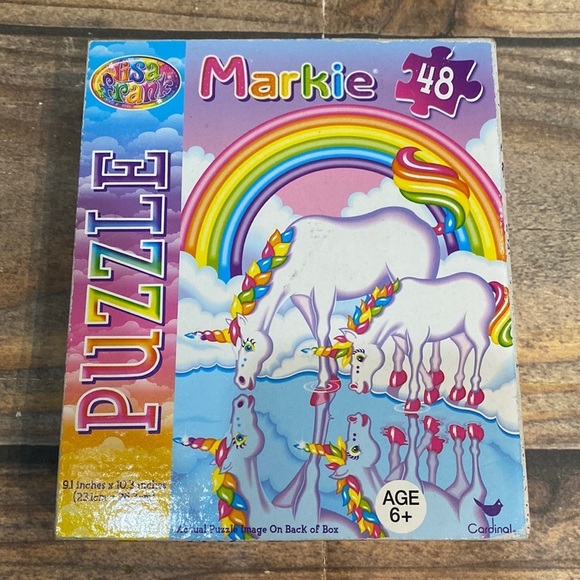 lisa frank
Markie
48
PUZZLE
9.1 inches x 10.3 inches
Actual Puzzle Image On Back of Box
AGE
6+
Cardinal